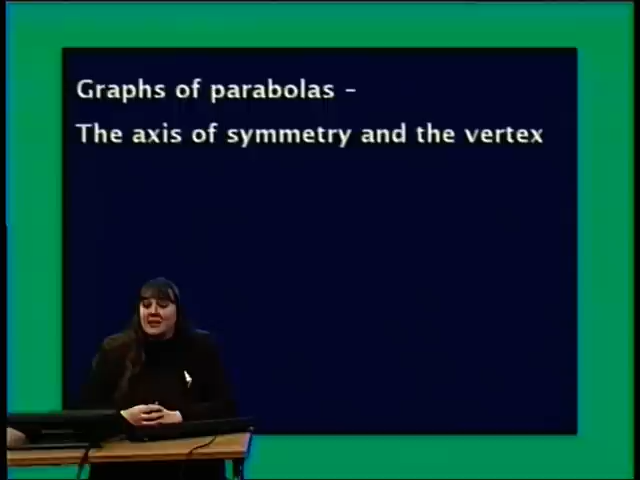 Graphs of parabolas –
The axis of symmetry and the vertex